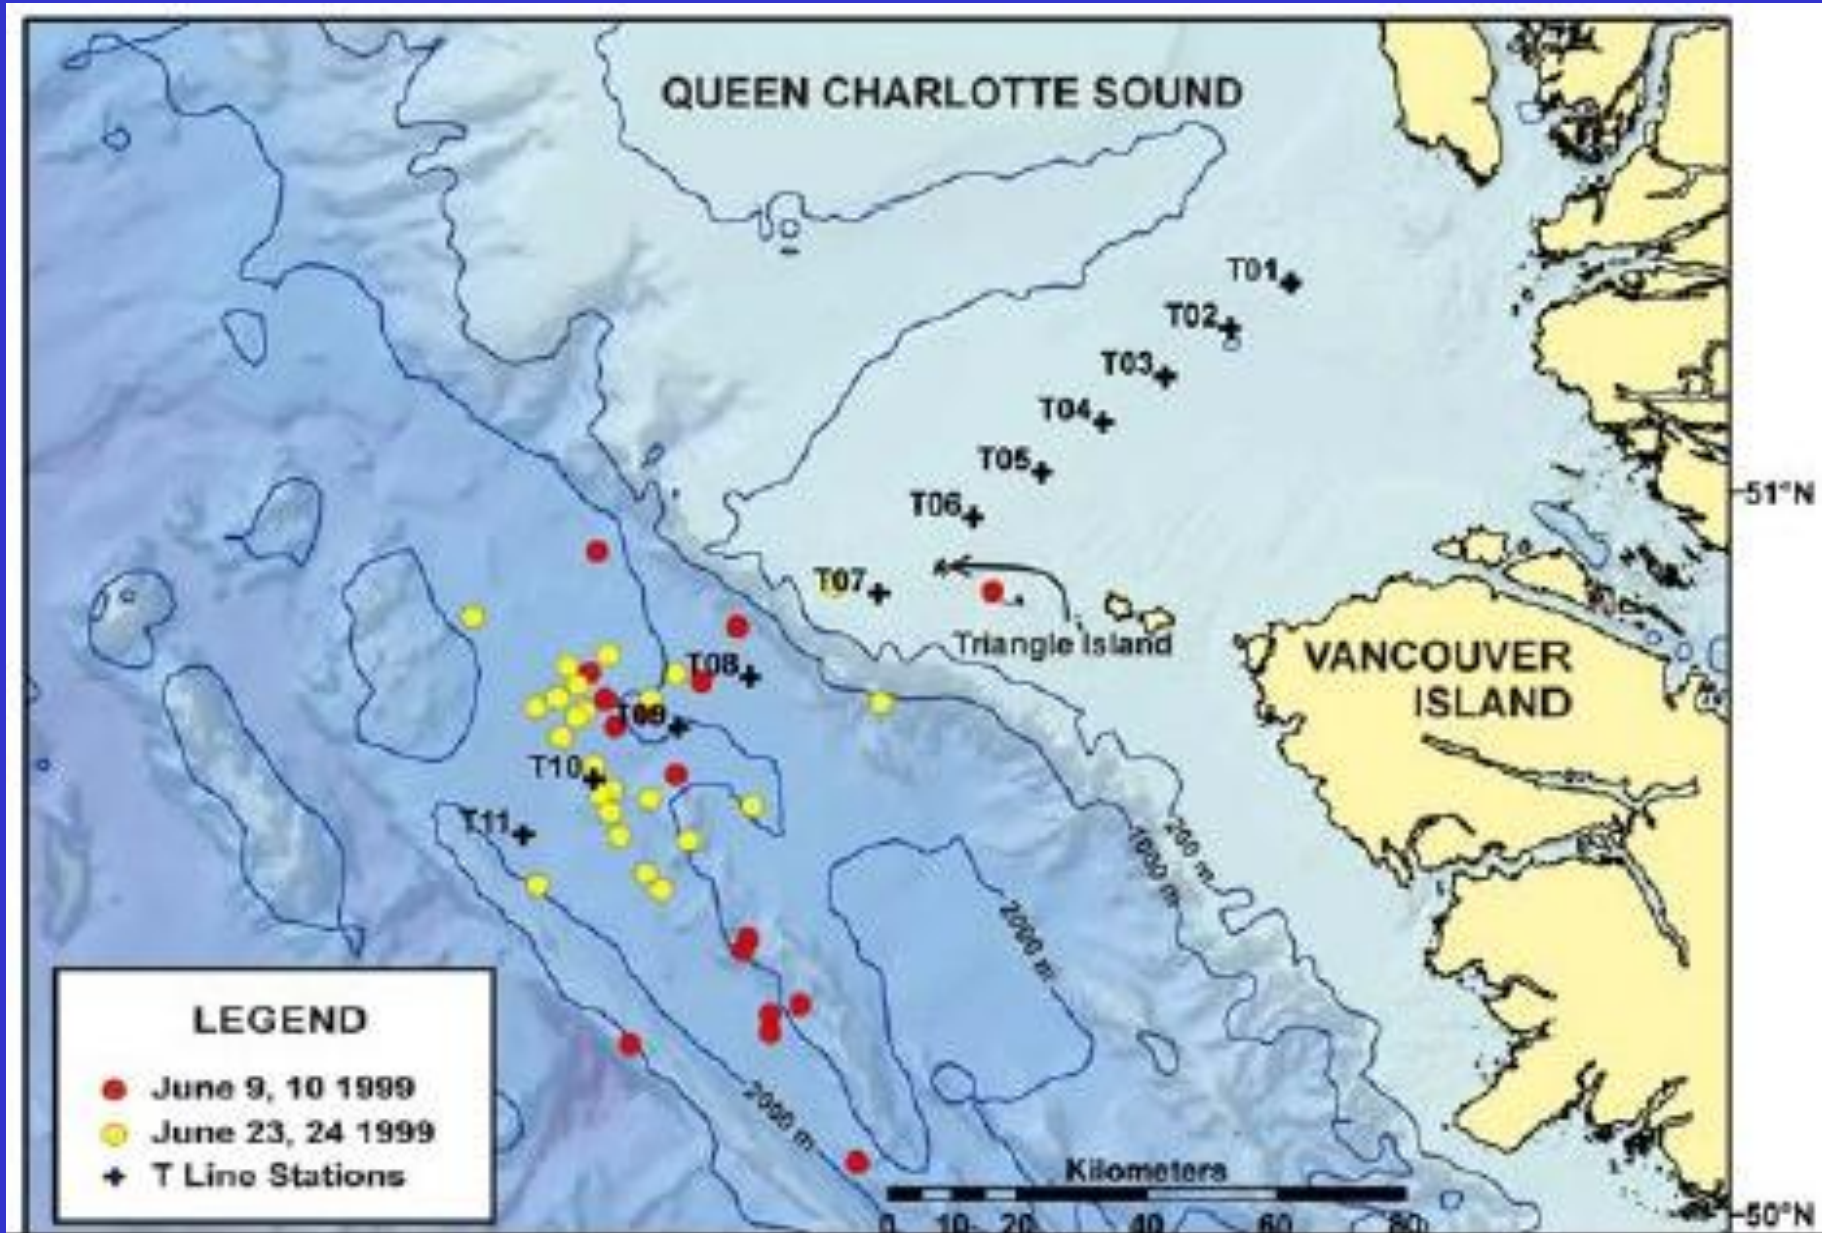 QUEEN CHARLOTTE SOUND
T01
T02
T03
T04
T05
T06
51°N
T07
Triangle Island
VANCOUVER
ISLAND
T08
T09
T10
T11
200 m
1000 m
2000 m
LEGEND
June 9, 10 1999
June 23, 24 1999
T Line Stations
2000 m
Kilometers
0 10 20 40 60 80
50°N